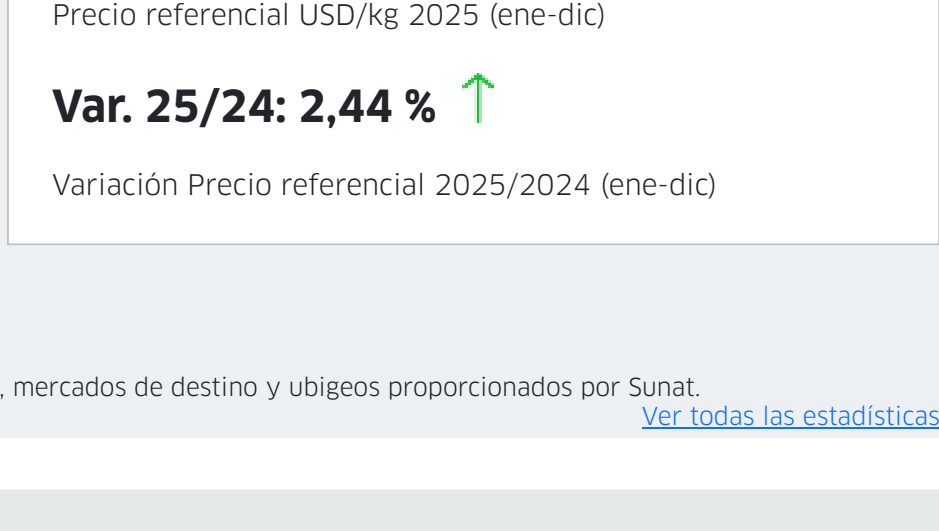 Precio referencial USD/kg 2025 (ene-dic)
Var. 25/24: 2,44 %
Variación Precio referencial 2025/2024 (ene-dic)
, mercados de destino y ubigeos proporcionados por Sunat.
Ver todas las estadísticas